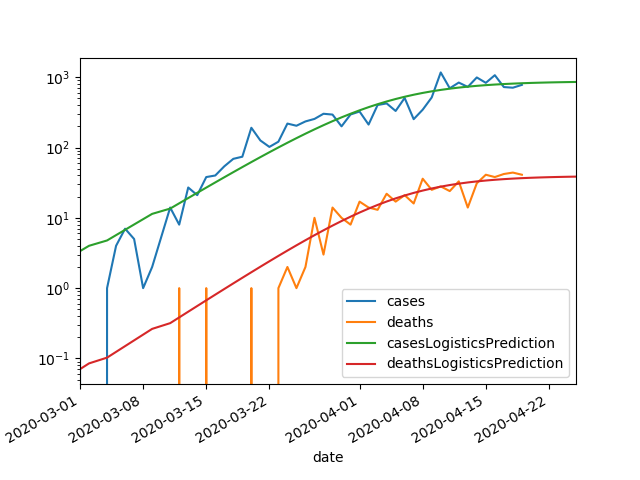 10³
10²
10¹
10⁰
10⁻¹
2020-03-01
2020-03-08
2020-03-15
2020-03-22
2020-04-01
2020-04-08
2020-04-15
2020-04-22
date
cases
deaths
casesLogisticsPrediction
deathsLogisticsPrediction